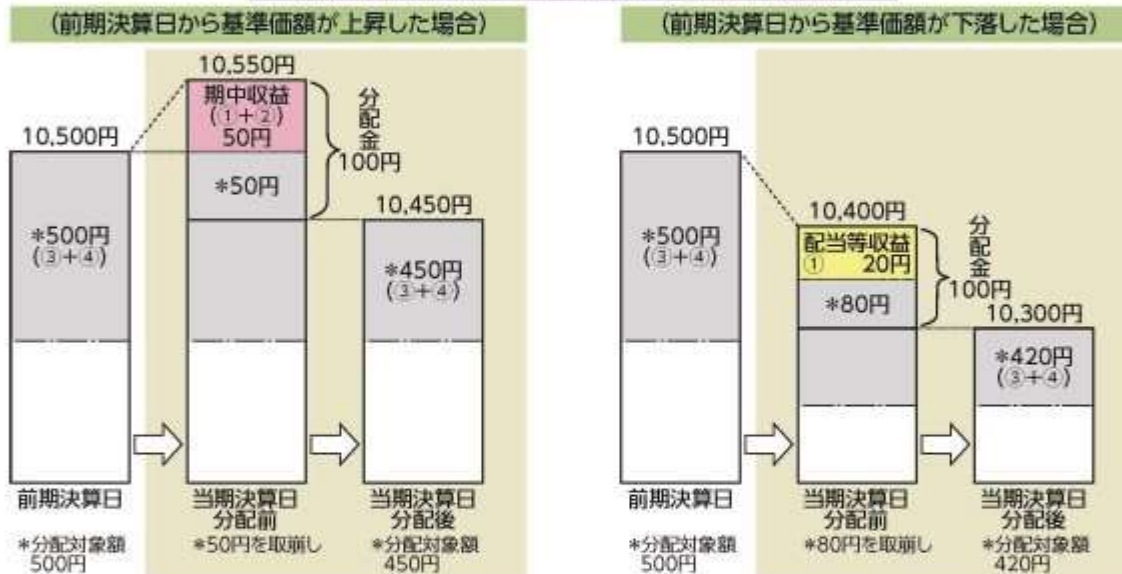 (前期決算日から基準価額が上昇した場合)
10,550円
期中収益
(①+②)
50円
*50円
分配金
100円
10,500円
*500円
(③+④)
10,450円
*450円
(③+④)
前期決算日
当期決算日
分配前
当期決算日
分配後
*分配対象額
500円
*50円を取崩し
*分配対象額
450円
(前期決算日から基準価額が下落した場合)
10,500円
*500円
(③+④)
10,400円
配当等収益
① 20円
*80円
分配金
100円
10,300円
*420円
(③+④)
前期決算日
当期決算日
分配前
当期決算日
分配後
*分配対象額
500円
*80円を取崩し
*分配対象額
420円